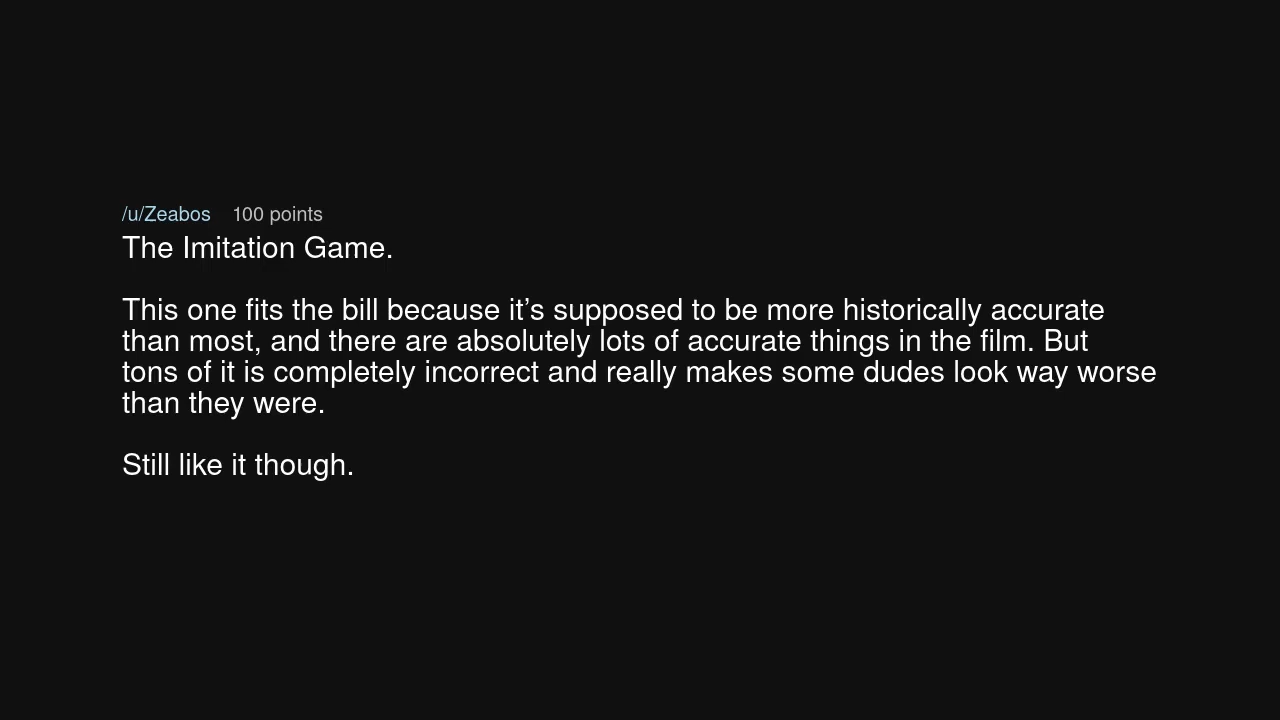 /u/Zeabos 100 points
The Imitation Game.
This one fits the bill because it’s supposed to be more historically accurate
than most, and there are absolutely lots of accurate things in the film. But
tons of it is completely incorrect and really makes some dudes look way worse
than they were.
Still like it though.